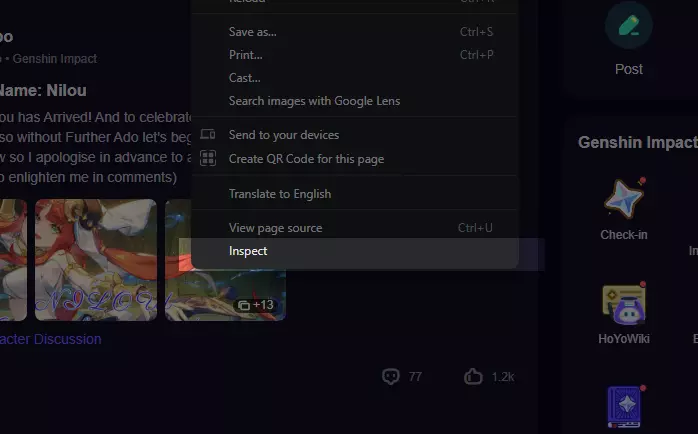 Save as... Ctrl+S
Print... Ctrl+P
Cast...
Search images with Google Lens
Send to your devices
Create QR Code for this page
Translate to English
View page source Ctrl+U
Inspect
• Genshin Impact
Name: Nilou
ou has Arrived! And to celebrate
so without Further Ado let's beg
w so I apologise in advance to a
o enlighten me in comments)
NILOU
+13
acter Discussion
77 1.2k
Post
Genshin Impact
Check-in
HoYoWiki